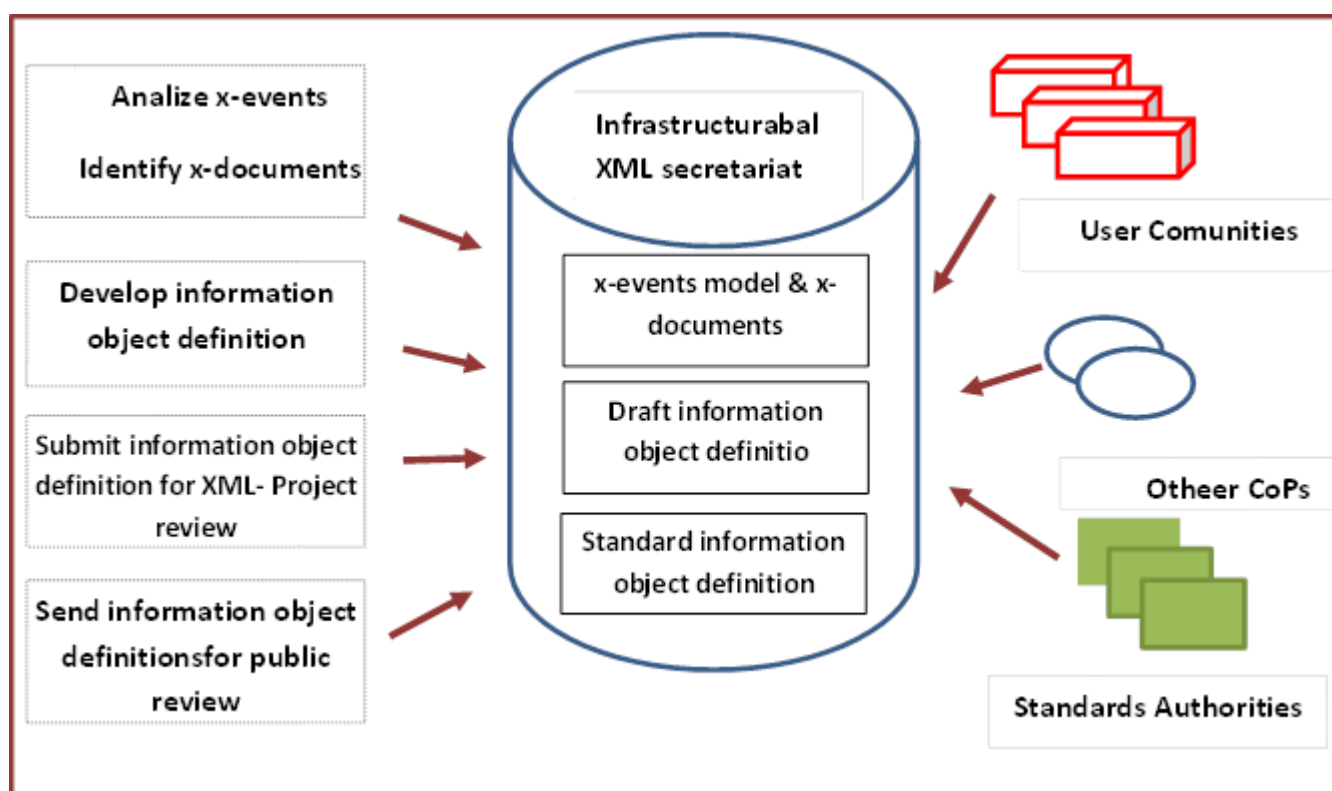 Analize x-events
Identify x-documents
Develop information
object definition
Submit information object
definition for XML- Project
review
Send information object
definitionsfor public
review
Infrastructurabal
XML secretariat
x-events model & x-
documents
Draft information
object definitio
Standard information
object definition
User Comunities
Otheer CoPs
Standards Authorities